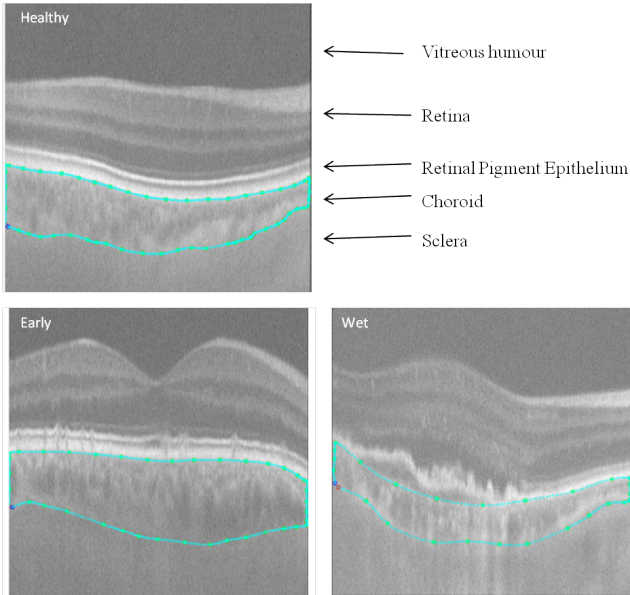 Healthy
Vitreous humour
Retina
Retinal Pigment Epithelium
Choroid
Sclera
Early
Wet